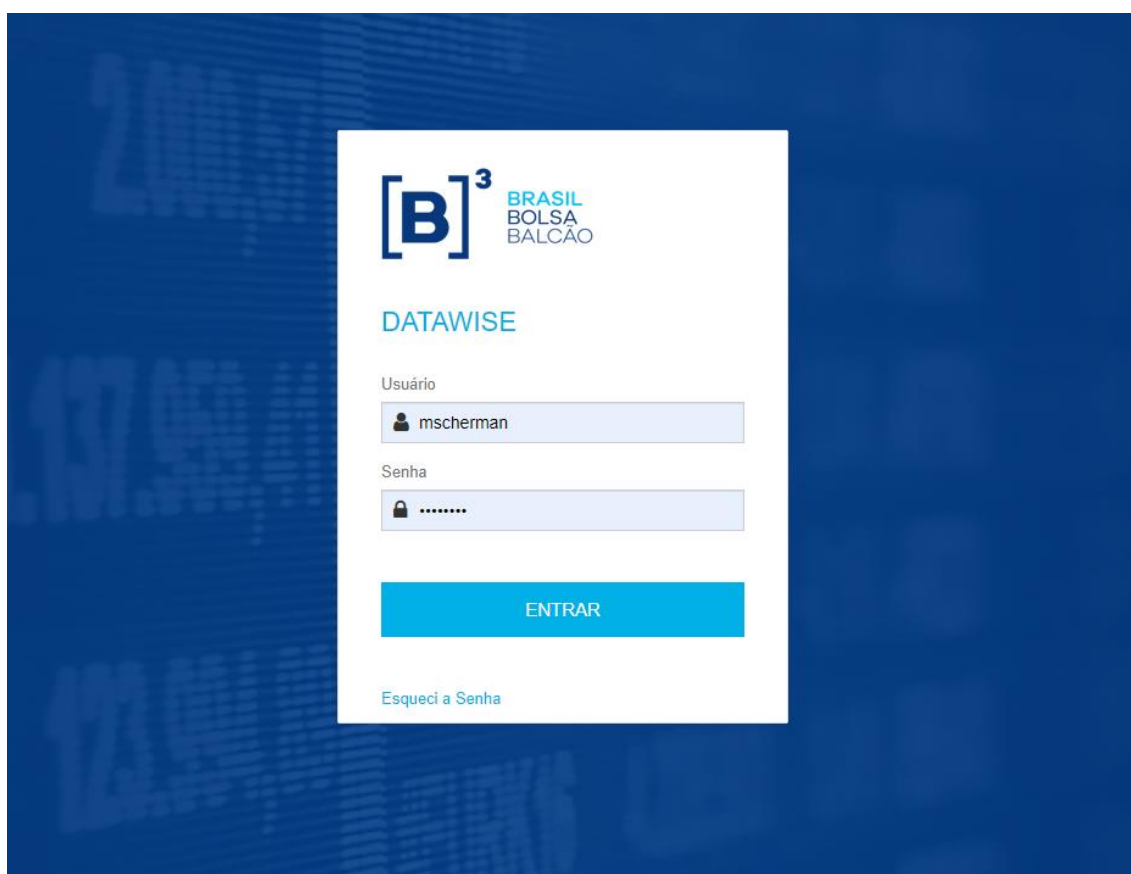 [B]³
BRASIL
BOLSA
BALCÃO
DATAWISE
Usuário
mscherman
Senha
········
ENTRAR
Esqueci a Senha